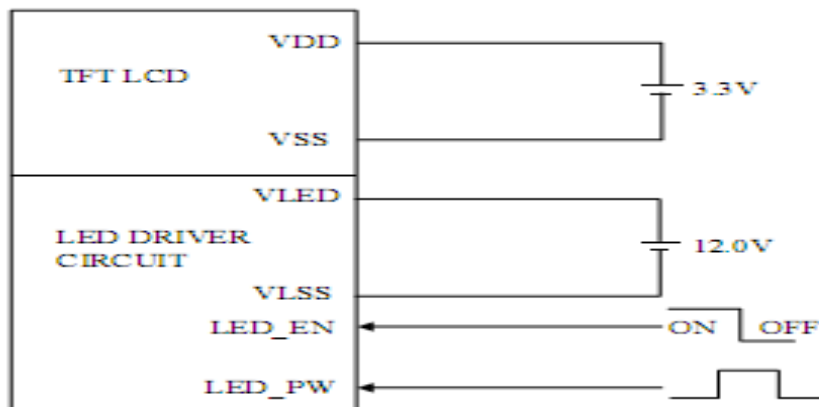 VDD
TFT LCD
3.3V
VSS
VLED
LED DRIVER
CIRCUIT
12.0V
VLSS
LED_EN
ON OFF
LED_PW